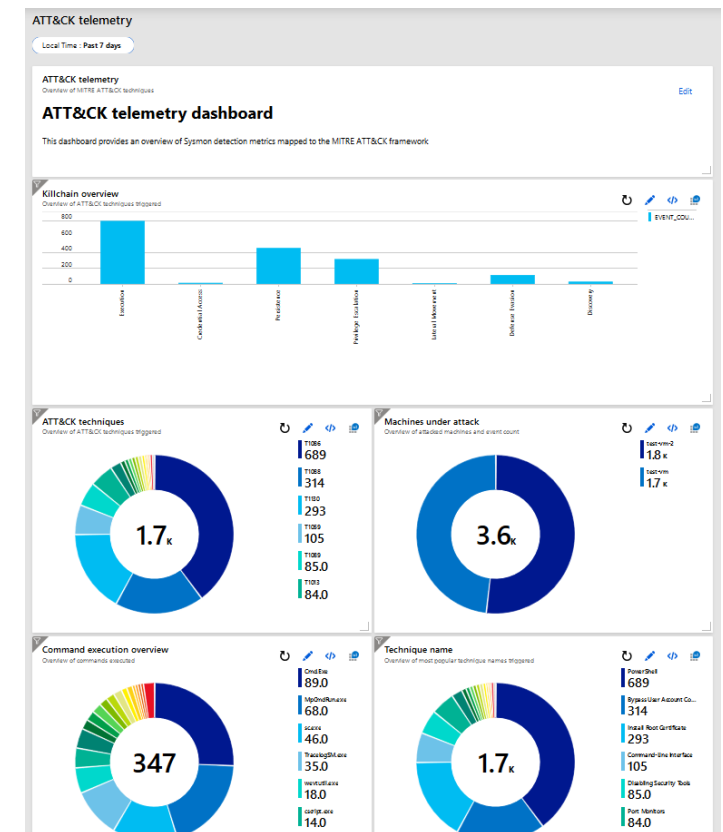 ATT&CK telemetry
Local Time : Past 7 days
ATT&CK telemetry
Overview of MITRE ATT&CK techniques
Edit
ATT&CK telemetry dashboard
This dashboard provides an overview of Sysmon detection metrics mapped to the MITRE ATT&CK framework
Killchain overview
Overview of ATT&CK techniques triggered
800
600
400
200
0
EVENT_COU...
Execution
Credential Access
Persistence
Privilege Escalation
Lateral Movement
Defense Evasion
Discovery
ATT&CK techniques
Overview of ATT&CK techniques triggered
1.7K
T1086
689
T1088
314
T1130
293
T1059
105
T1089
85.0
T1013
84.0
Machines under attack
Overview of attacked machines and event count
3.6K
test-vm-2
1.8 K
test-vm
1.7 K
Command execution overview
Overview of commands executed
347
Cmd.Exe
89.0
MpCmdRun.exe
68.0
sc.exe
46.0
TracelogSM.exe
35.0
wevtutil.exe
18.0
cscript.exe
14.0
Technique name
Overview of most popular technique names triggered
1.7K
PowerShell
689
Bypass User Account Co...
314
Install Root Certificate
293
Command-Line Interface
105
Disabling Security Tools
85.0
Port Monitors
84.0